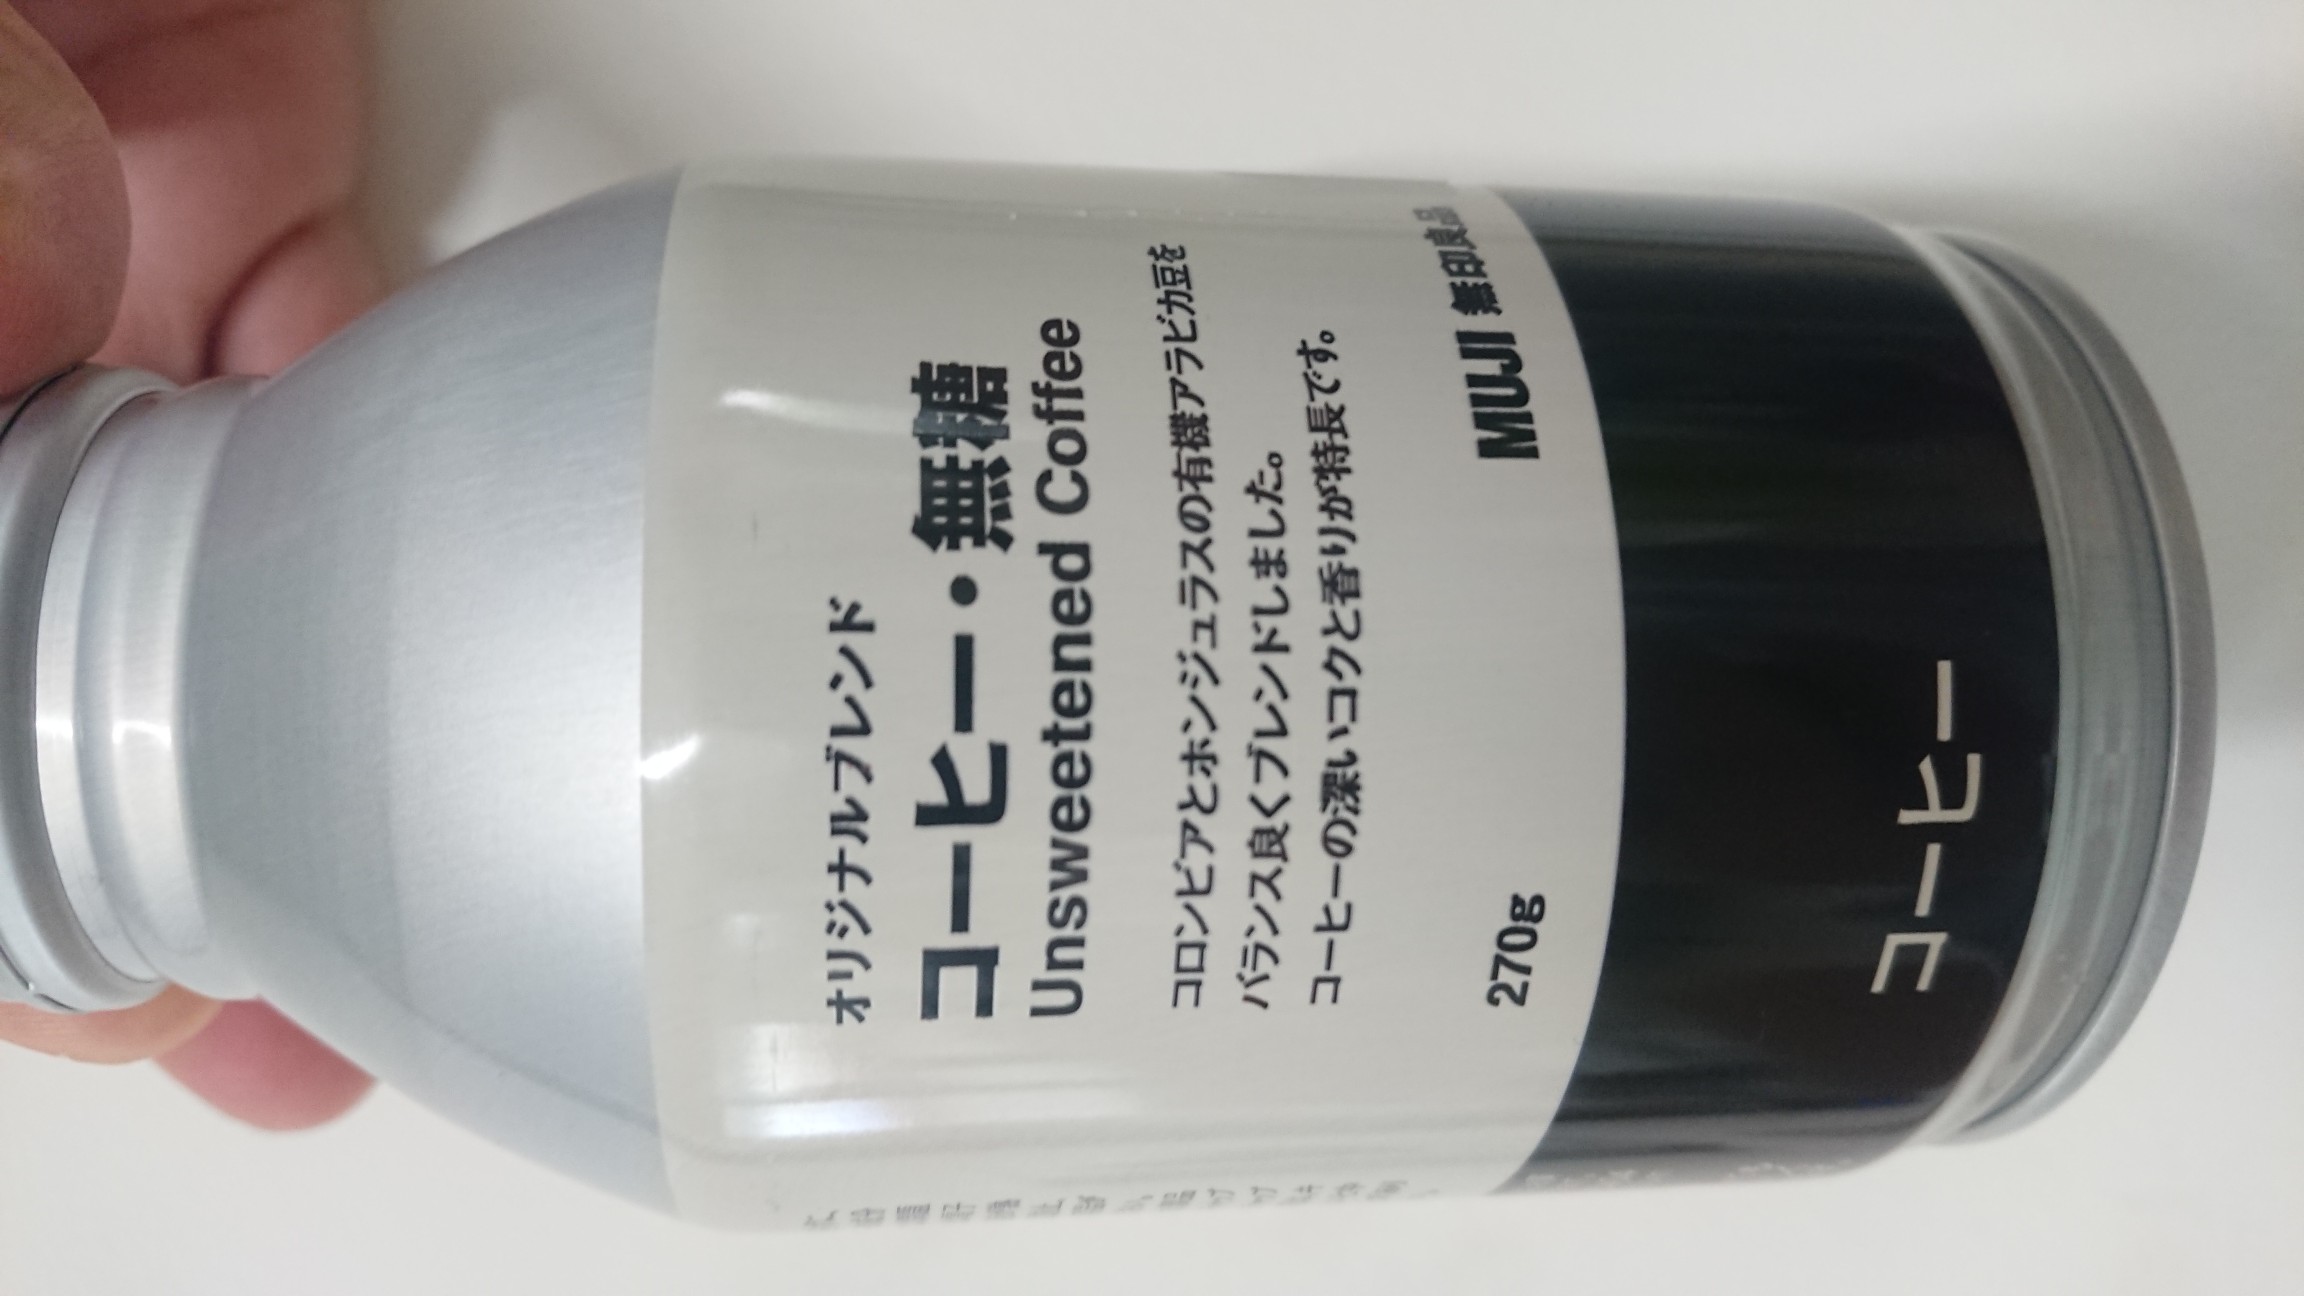 オリジナルブレンド
コーヒー・無糖
Unsweetened Coffee
コロンビアとホンジュラスの有機アラビカ豆を
バランス良くブレンドしました。
コーヒーの深いコクと香りが特長です。
270g MUJI 無印良品
コーヒー